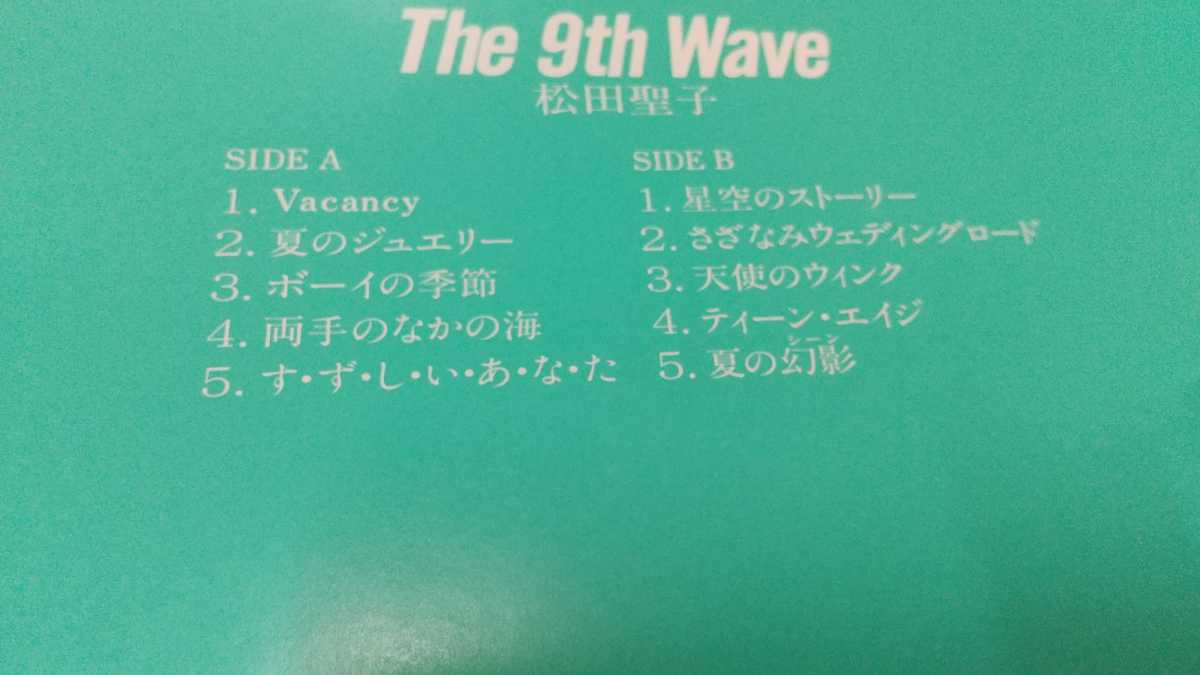 The 9th Wave
松田聖子
SIDE A
1. Vacancy
2. 夏のジュエリー
3. ボーイの季節
4. 両手のなかの海
5. す・ず・し・い・あ・な・た
SIDE B
1. 星空のストーリー
2. さざなみウェディングロード
3. 天使のウィンク
4. ティーン・エイジ
シーン
5. 夏の幻影